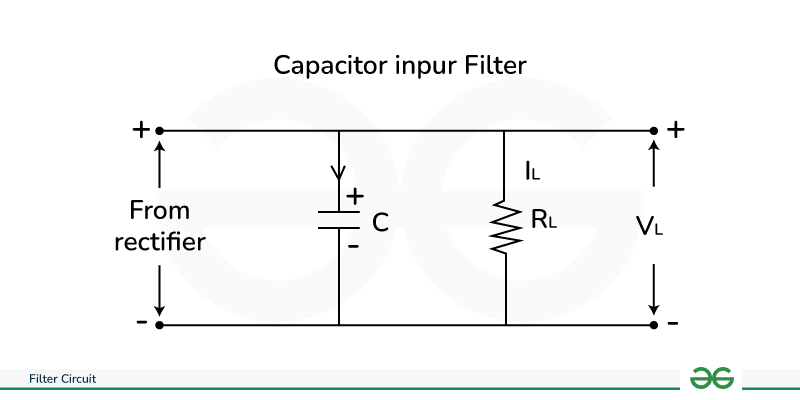 Capacitor inpur Filter
+
+
IL
+
From
rectifier
C
RL
VL
-
-
-
Filter Circuit